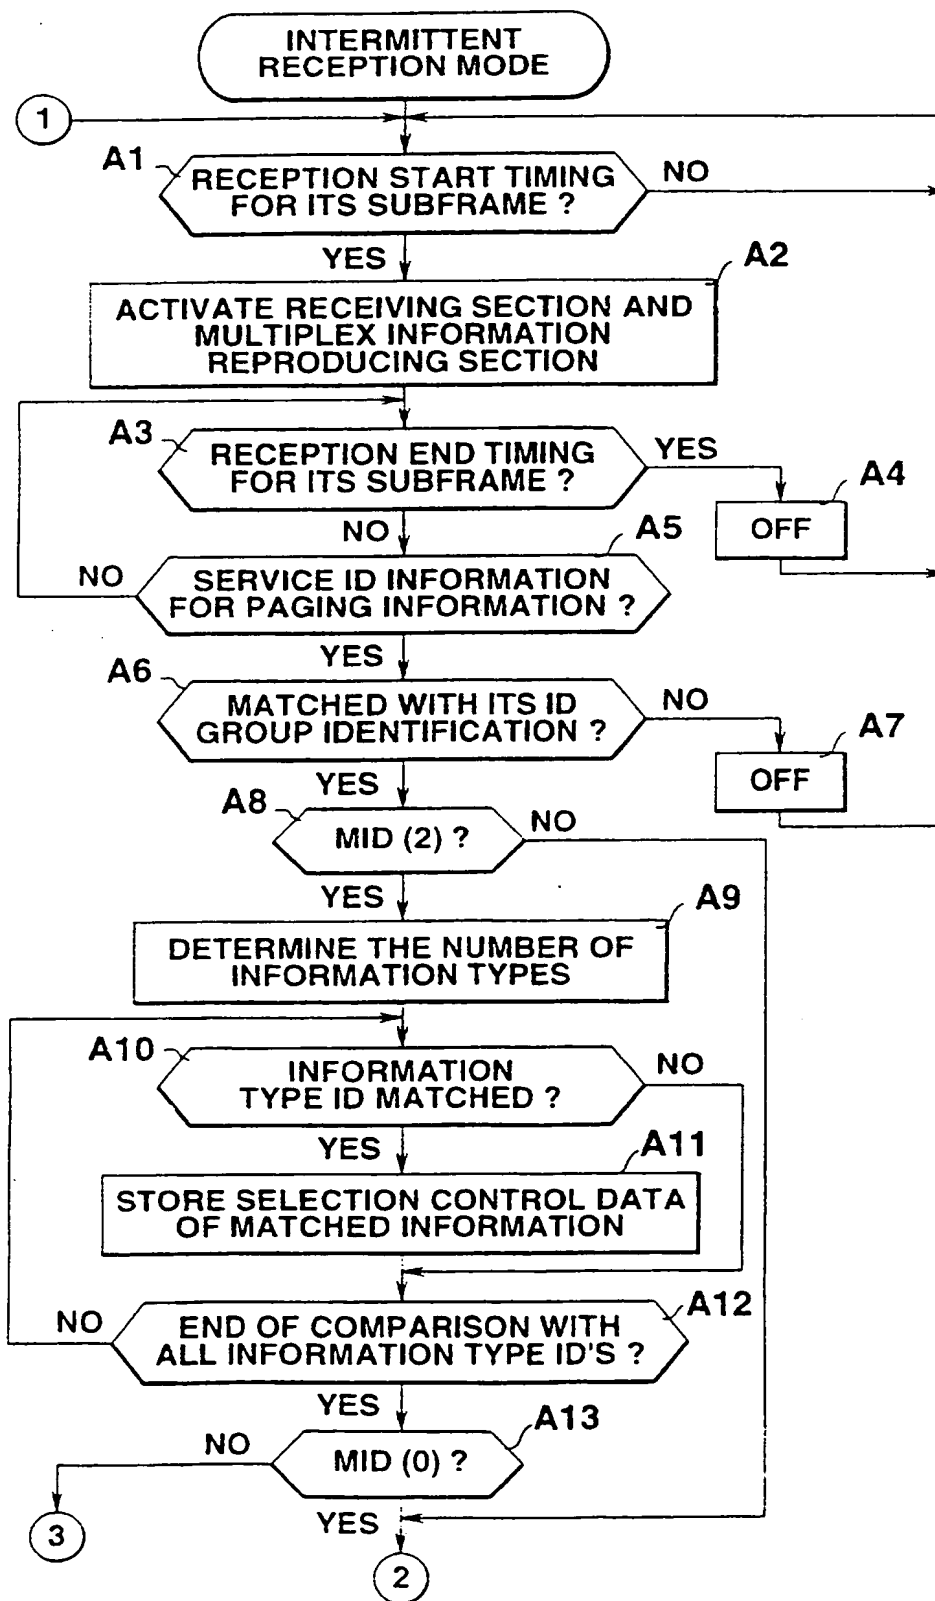 INTERMITTENT
RECEPTION MODE
1
A1
RECEPTION START TIMING
FOR ITS SUBFRAME ?
NO
YES
A2
ACTIVATE RECEIVING SECTION AND
MULTIPLEX INFORMATION
REPRODUCING SECTION
A3
RECEPTION END TIMING
FOR ITS SUBFRAME ?
YES
A4
OFF
NO
A5
NO
SERVICE ID INFORMATION
FOR PAGING INFORMATION ?
YES
A6
MATCHED WITH ITS ID
GROUP IDENTIFICATION ?
NO
A7
OFF
YES
A8
MID (2) ?
NO
YES
A9
DETERMINE THE NUMBER OF
INFORMATION TYPES
A10
INFORMATION
TYPE ID MATCHED ?
NO
YES
A11
STORE SELECTION CONTROL DATA
OF MATCHED INFORMATION
A12
NO
END OF COMPARISON WITH
ALL INFORMATION TYPE ID'S ?
YES
A13
NO
MID (0) ?
YES
3
2